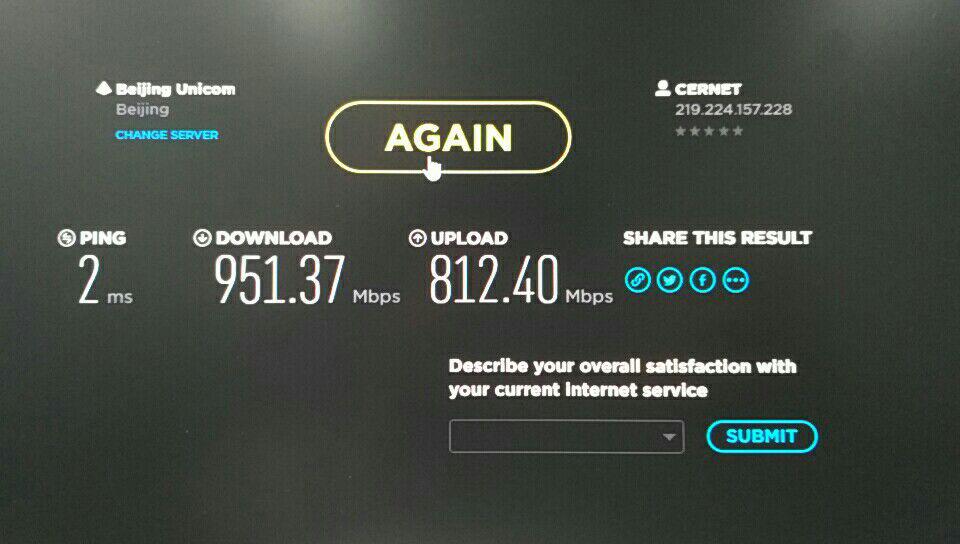 Beijing Unicom
Beijing
CHANGE SERVER
AGAIN
CERNET
219.224.157.228
PING
2 ms
DOWNLOAD
951.37 Mbps
UPLOAD
812.40 Mbps
SHARE THIS RESULT
Describe your overall satisfaction with
your current internet service
SUBMIT